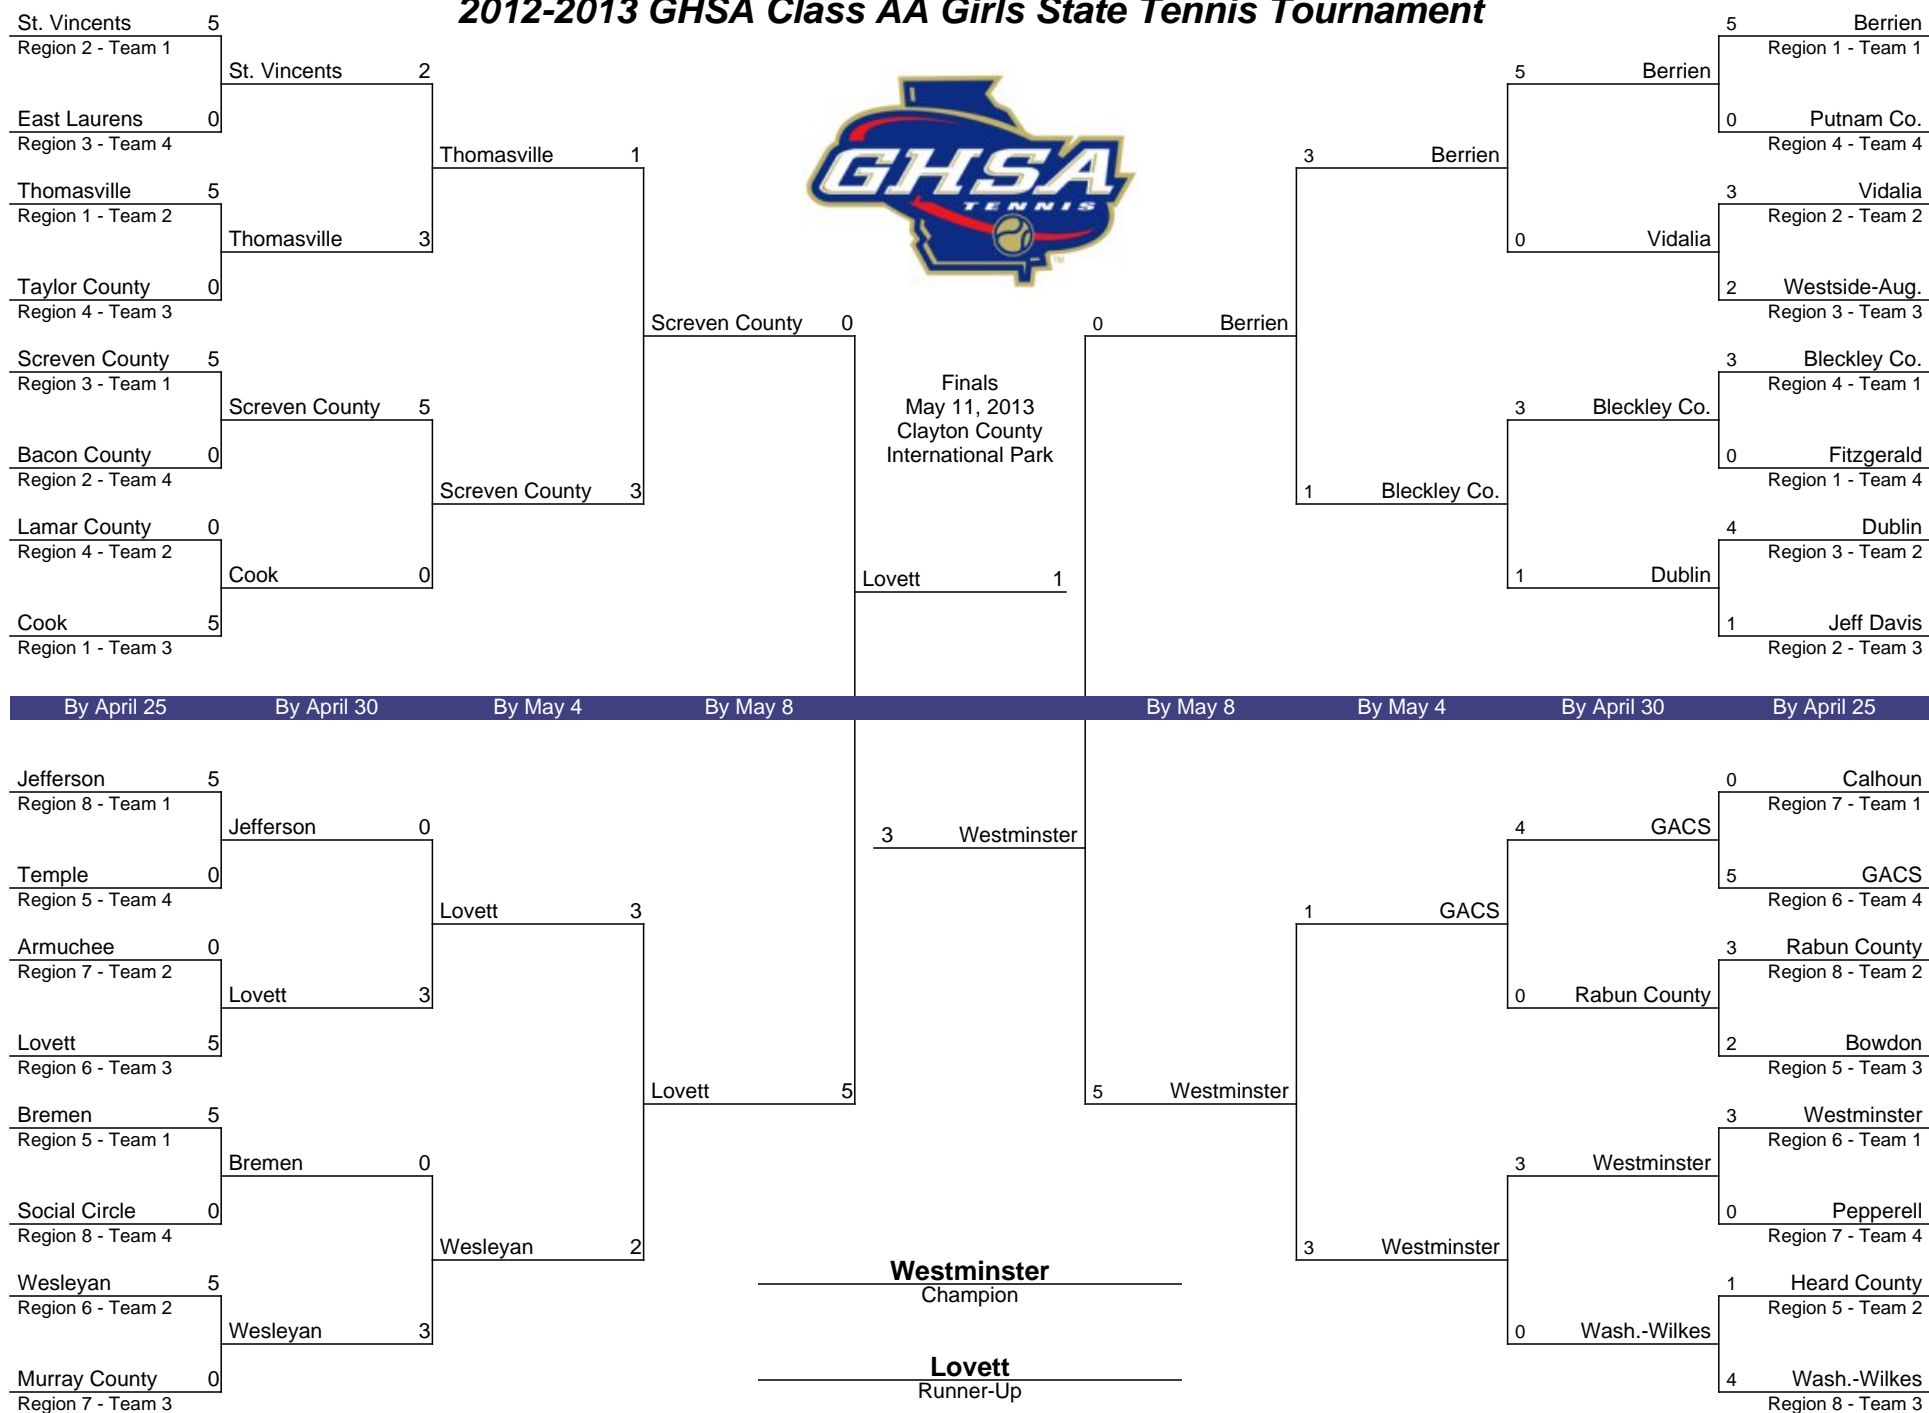 2012-2013 GHSA Class AA Girls State Tennis Tournament
St. Vincents 5
Region 2 - Team 1
St. Vincents 2
East Laurens 0
Region 3 - Team 4
Thomasville 1
Thomasville 5
Region 1 - Team 2
Thomasville 3
Taylor County 0
Region 4 - Team 3
Screven County 0
Screven County 5
Region 3 - Team 1
Screven County 5
Bacon County 0
Region 2 - Team 4
Screven County 3
Lamar County 0
Region 4 - Team 2
Cook 0
Cook 5
Region 1 - Team 3
GHSA
TENNIS
TM
Finals
May 11, 2013
Clayton County
International Park
Lovett 1
5 Berrien
Region 1 - Team 1
5 Berrien
0 Putnam Co.
Region 4 - Team 4
3 Berrien
3 Vidalia
Region 2 - Team 2
0 Vidalia
2 Westside-Aug.
Region 3 - Team 3
0 Berrien
3 Bleckley Co.
Region 4 - Team 1
3 Bleckley Co.
0 Fitzgerald
Region 1 - Team 4
1 Bleckley Co.
4 Dublin
Region 3 - Team 2
1 Dublin
1 Jeff Davis
Region 2 - Team 3
By April 25 By April 30 By May 4 By May 8 By May 8 By May 4 By April 30 By April 25
Jefferson 5
Region 8 - Team 1
Jefferson 0
Temple 0
Region 5 - Team 4
Lovett 3
Armuchee 0
Region 7 - Team 2
Lovett 3
Lovett 5
Region 6 - Team 3
Lovett 5
Bremen 5
Region 5 - Team 1
Bremen 0
Social Circle 0
Region 8 - Team 4
Wesleyan 2
Wesleyan 5
Region 6 - Team 2
Wesleyan 3
Murray County 0
Region 7 - Team 3
3 Westminster
Westminster
Champion
Lovett
Runner-Up
0 Calhoun
Region 7 - Team 1
4 GACS
5 GACS
Region 6 - Team 4
1 GACS
3 Rabun County
Region 8 - Team 2
0 Rabun County
2 Bowdon
Region 5 - Team 3
5 Westminster
3 Westminster
Region 6 - Team 1
3 Westminster
0 Pepperell
Region 7 - Team 4
3 Westminster
1 Heard County
Region 5 - Team 2
0 Wash.-Wilkes
4 Wash.-Wilkes
Region 8 - Team 3